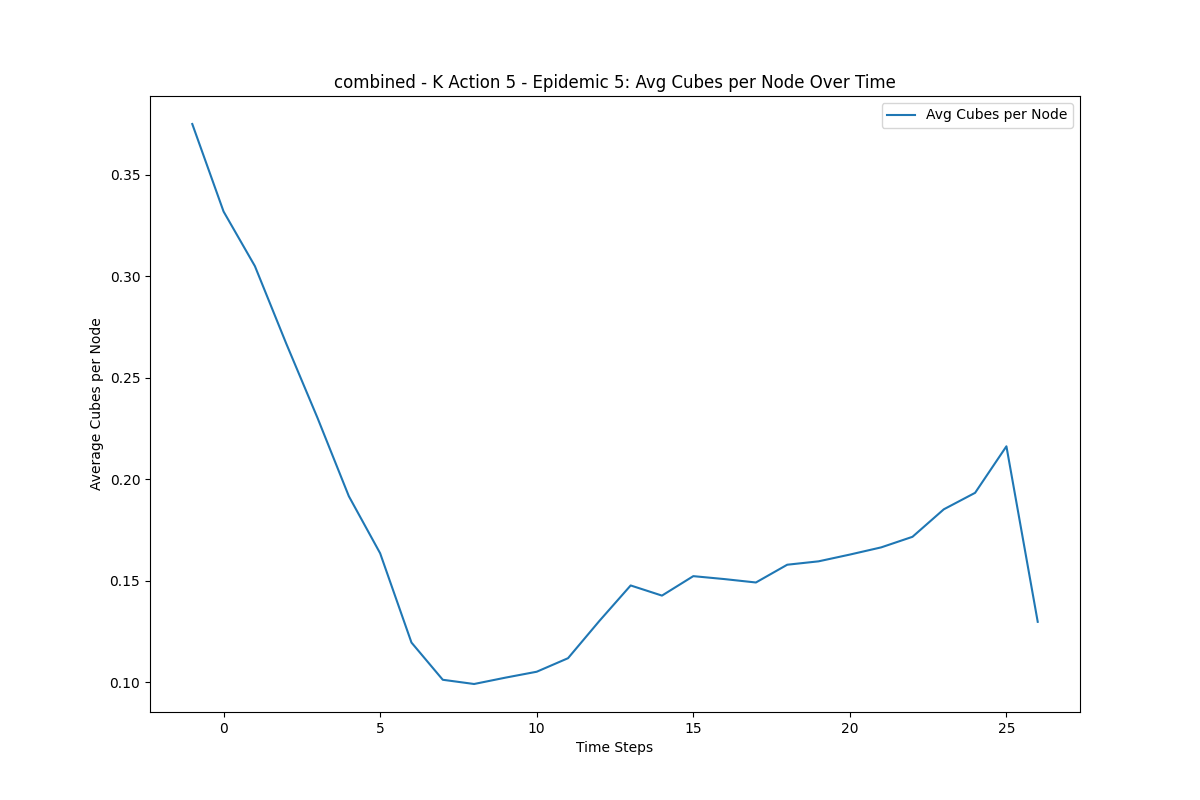 combined - K Action 5 - Epidemic 5: Avg Cubes per Node Over Time
Avg Cubes per Node
Average Cubes per Node
0.35
0.30
0.25
0.20
0.15
0.10
0 5 10 15 20 25
Time Steps